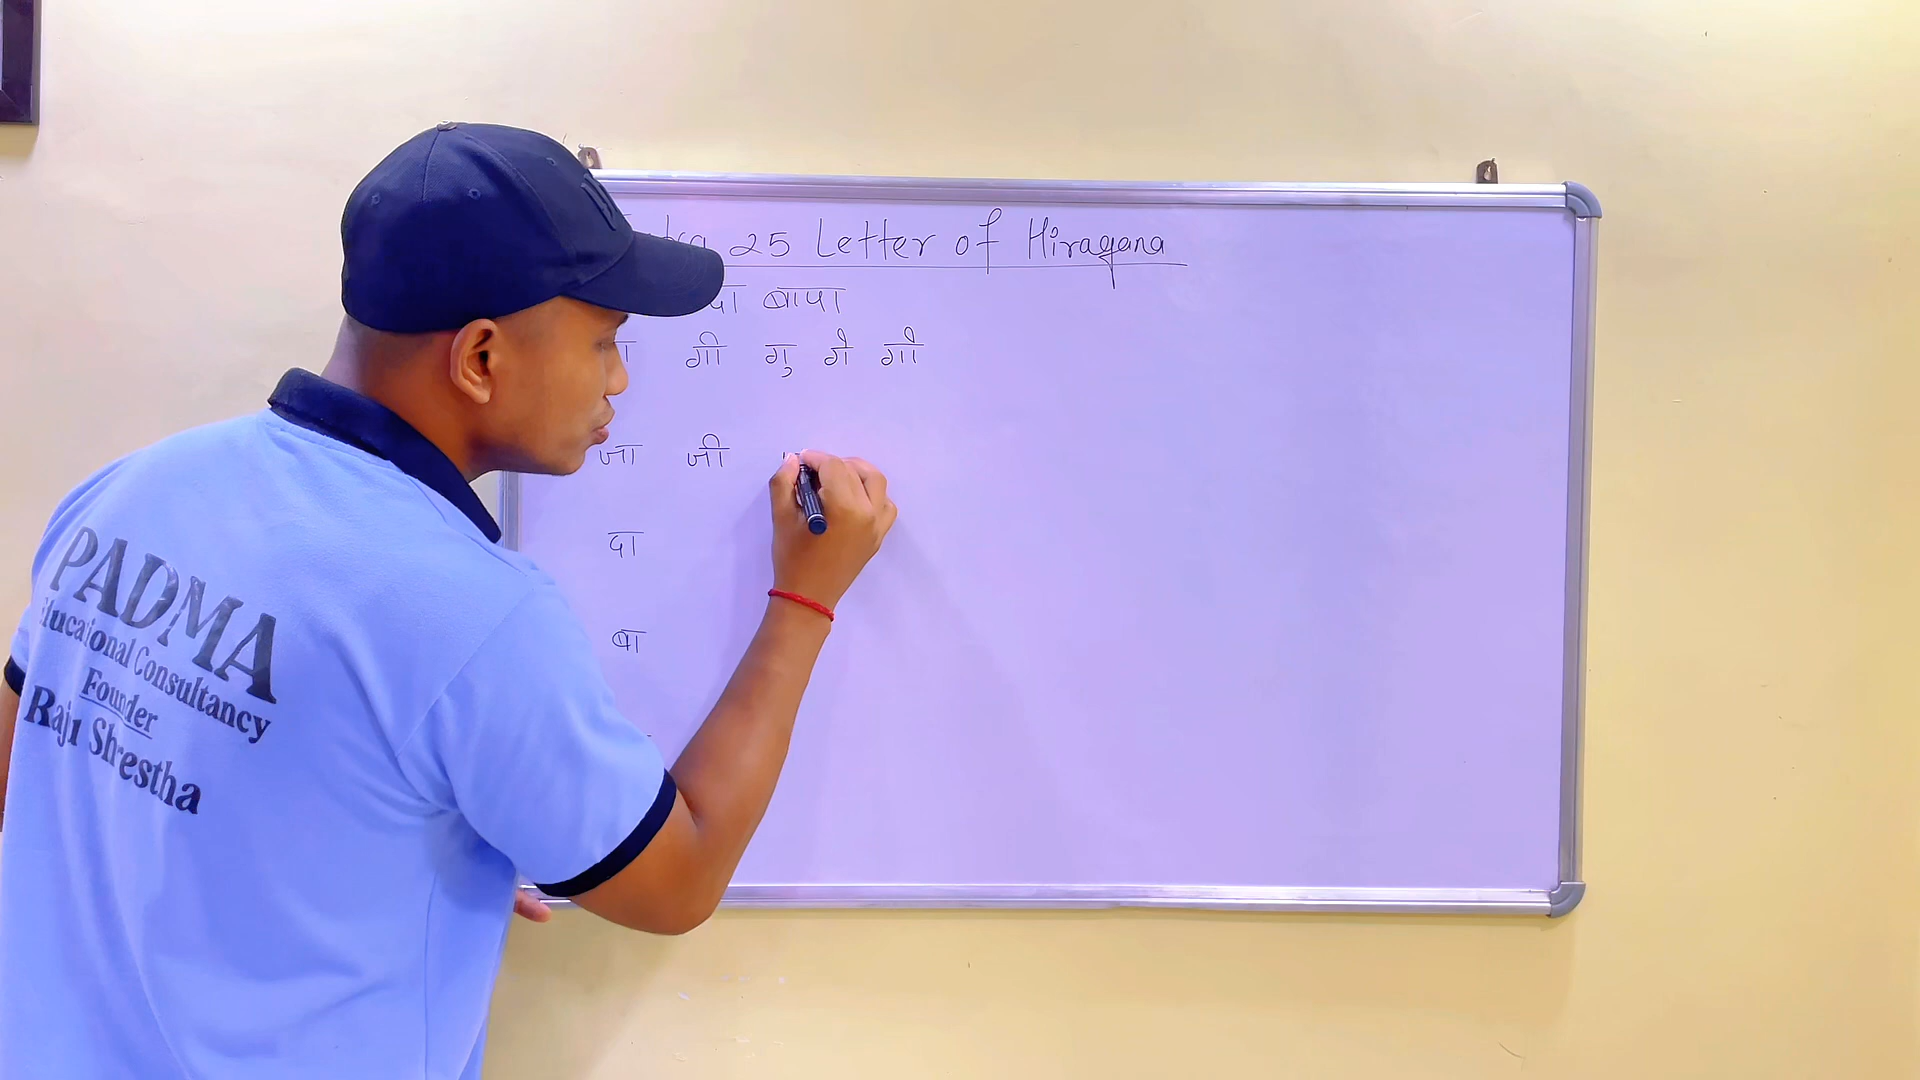 25 Letter of Hiragana
बापा
गी गु गे गो
जा जी
दा
बा
PADMA
Educational Consultancy
Founder
Raju Shrestha